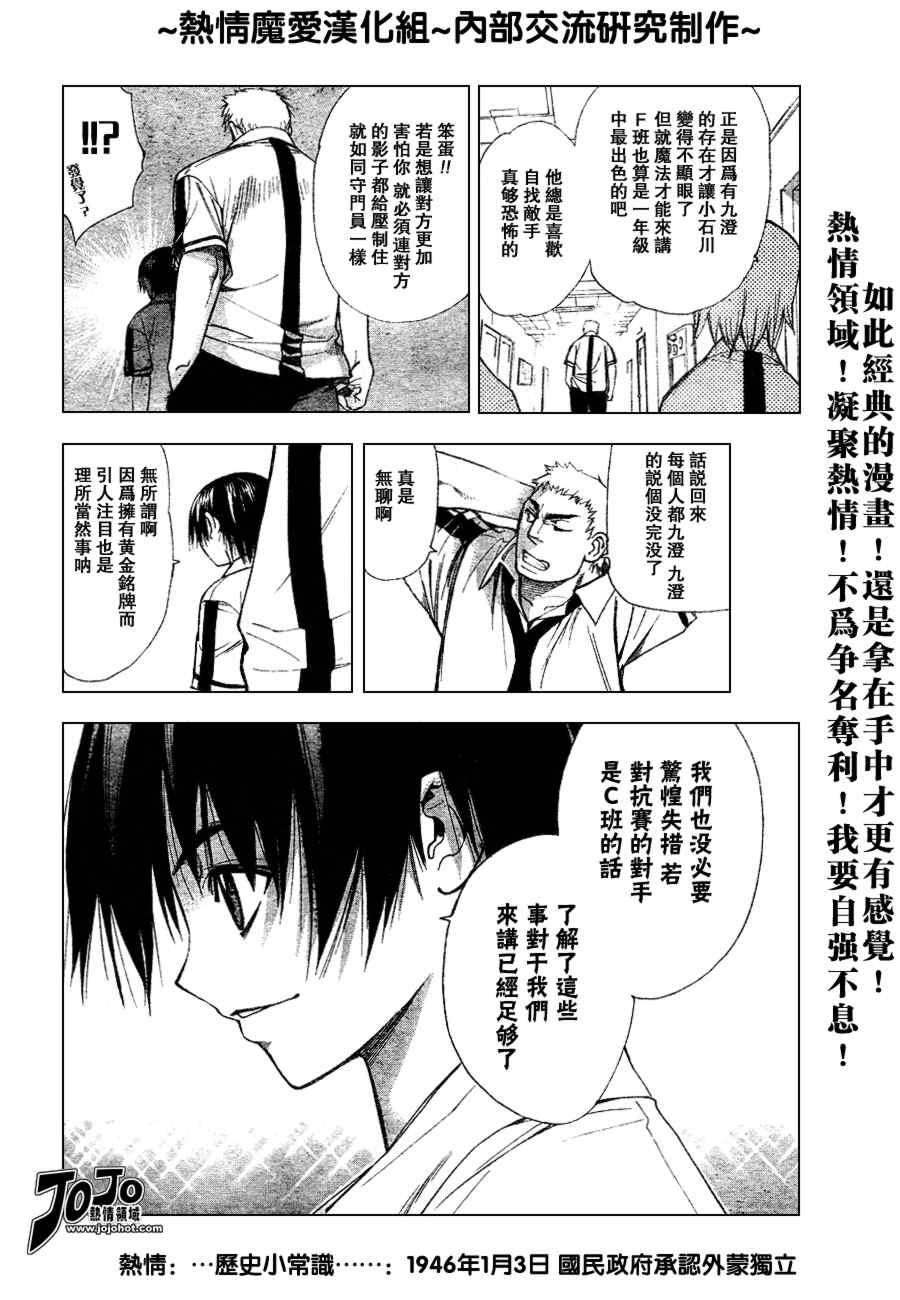 ~熱情魔愛漢化組~內部交流研究制作~
正是因爲有九澄
的存在才讓小石川
變得不顯眼了
但就魔法才能來講
F班也算是一年級
中最出色的吧
他總是喜歡
自找敵手
真够恐怖的
笨蛋!!
若是想讓對方更加
害怕你 就必須連對方
的影子都給壓制住
就如同守門員一樣
!!?
發覺了？
話説回來
每個人都九澄 九澄
的説個没完没了
真是
無聊啊
無所謂啊
因爲擁有黄金銘牌而
引人注目也是
理所當然事呐
我們也没必要
驚惶失措 若
對抗賽的對手
是C班的話
了解了這些
事對于我們
來講已經足够了
如此經典的漫畫！還是拿在手中才更有感覺！
熱情領域！凝聚熱情！不爲争名奪利！我要自强不息！
JOJO
熱情領域
www.jojohot.com
熱情：…歷史小常識……：1946年1月3日 國民政府承認外蒙獨立